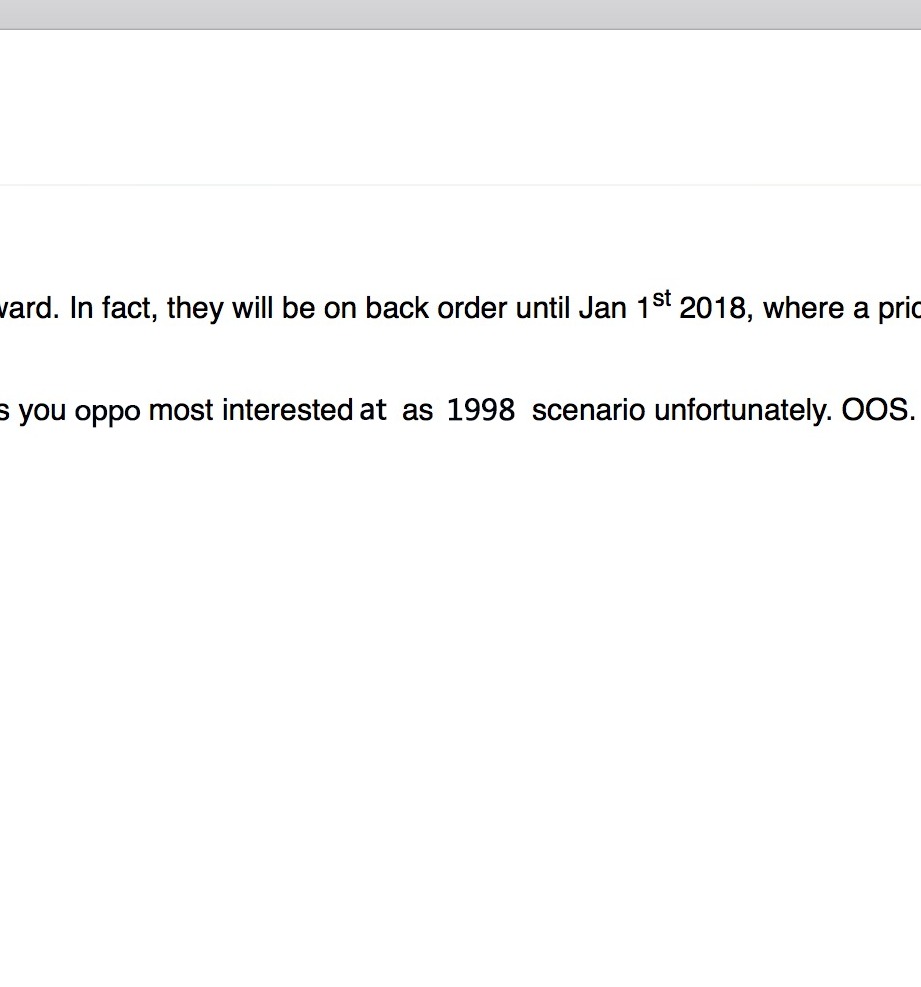 ward. In fact, they will be on back order until Jan 1st 2018, where a pric
s you oppo most interested at as 1998 scenario unfortunately. OOS.